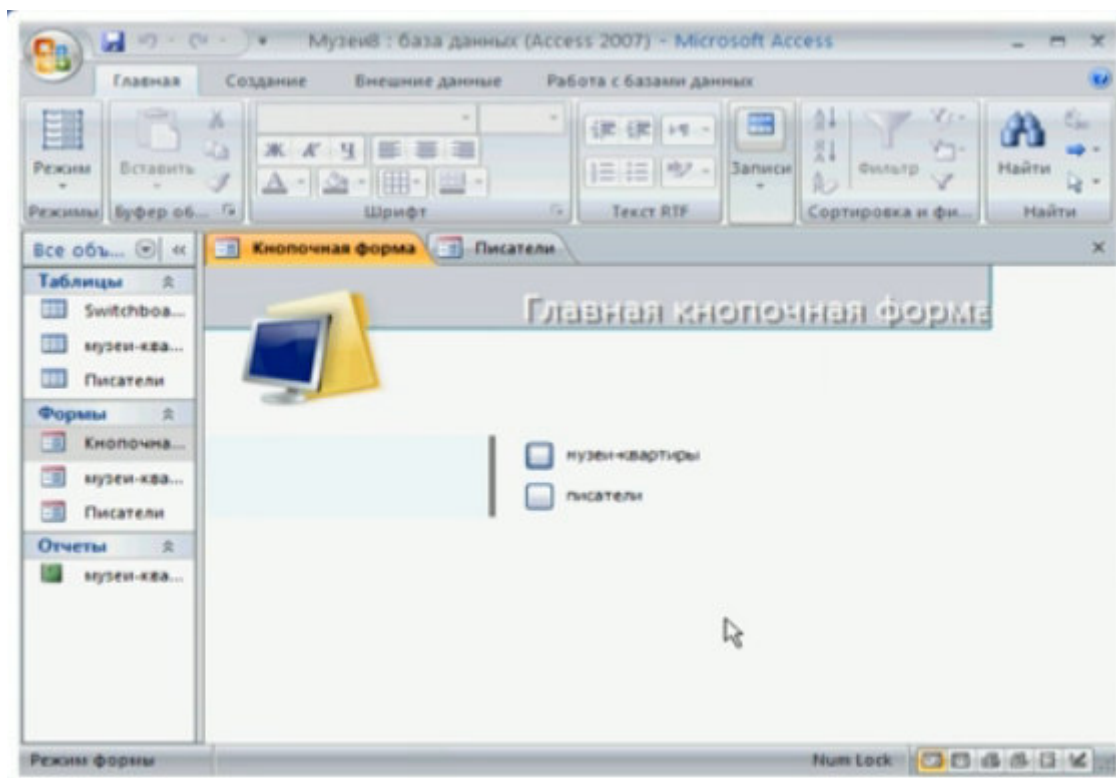 Музеи8 : база данных (Access 2007) - Microsoft Access
Главная Создание Внешние данные Работа с базами данных
Режим Вставить Ж К Ч Записи Фильтр Найти
Режимы Буфер об... Шрифт Текст RTF Сортировка и фи... Найти
Все объ... « Кнопочная форма Писатели
Таблицы
Switchboa...
музеи-ква...
Писатели
Формы
Кнопочна...
музеи-ква...
Писатели
Отчеты
музеи-ква...
Главная кнопочная форма
музеи-квартиры
писатели
Режим формы Num Lock